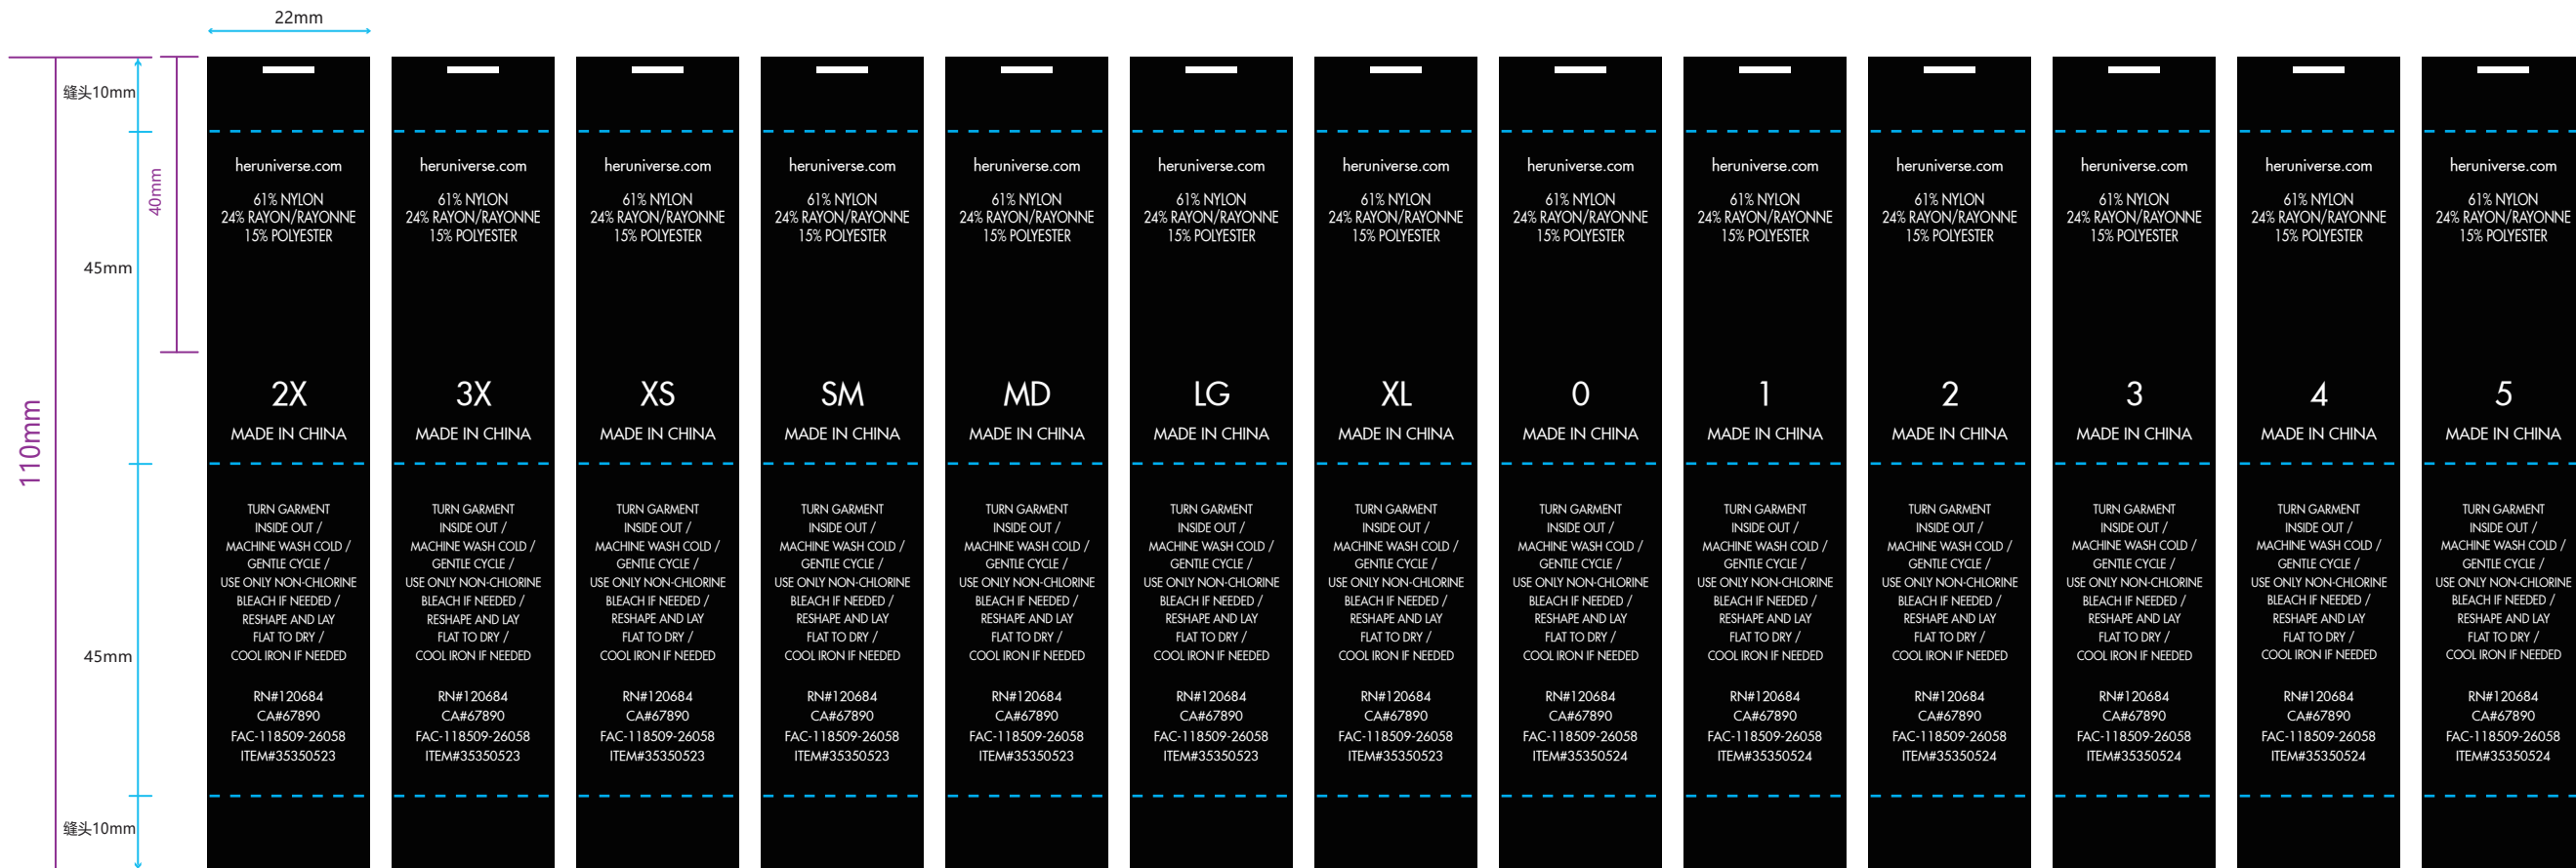 22mm
缝头10mm
40mm
45mm
110mm
45mm
缝头10mm
heruniverse.com
61% NYLON
24% RAYON/RAYONNE
15% POLYESTER
2X
MADE IN CHINA
TURN GARMENT
INSIDE OUT /
MACHINE WASH COLD /
GENTLE CYCLE /
USE ONLY NON-CHLORINE
BLEACH IF NEEDED /
RESHAPE AND LAY
FLAT TO DRY /
COOL IRON IF NEEDED
RN#120684
CA#67890
FAC-118509-26058
ITEM#35350523
heruniverse.com
61% NYLON
24% RAYON/RAYONNE
15% POLYESTER
3X
MADE IN CHINA
TURN GARMENT
INSIDE OUT /
MACHINE WASH COLD /
GENTLE CYCLE /
USE ONLY NON-CHLORINE
BLEACH IF NEEDED /
RESHAPE AND LAY
FLAT TO DRY /
COOL IRON IF NEEDED
RN#120684
CA#67890
FAC-118509-26058
ITEM#35350523
heruniverse.com
61% NYLON
24% RAYON/RAYONNE
15% POLYESTER
XS
MADE IN CHINA
TURN GARMENT
INSIDE OUT /
MACHINE WASH COLD /
GENTLE CYCLE /
USE ONLY NON-CHLORINE
BLEACH IF NEEDED /
RESHAPE AND LAY
FLAT TO DRY /
COOL IRON IF NEEDED
RN#120684
CA#67890
FAC-118509-26058
ITEM#35350523
heruniverse.com
61% NYLON
24% RAYON/RAYONNE
15% POLYESTER
SM
MADE IN CHINA
TURN GARMENT
INSIDE OUT /
MACHINE WASH COLD /
GENTLE CYCLE /
USE ONLY NON-CHLORINE
BLEACH IF NEEDED /
RESHAPE AND LAY
FLAT TO DRY /
COOL IRON IF NEEDED
RN#120684
CA#67890
FAC-118509-26058
ITEM#35350523
heruniverse.com
61% NYLON
24% RAYON/RAYONNE
15% POLYESTER
MD
MADE IN CHINA
TURN GARMENT
INSIDE OUT /
MACHINE WASH COLD /
GENTLE CYCLE /
USE ONLY NON-CHLORINE
BLEACH IF NEEDED /
RESHAPE AND LAY
FLAT TO DRY /
COOL IRON IF NEEDED
RN#120684
CA#67890
FAC-118509-26058
ITEM#35350523
heruniverse.com
61% NYLON
24% RAYON/RAYONNE
15% POLYESTER
LG
MADE IN CHINA
TURN GARMENT
INSIDE OUT /
MACHINE WASH COLD /
GENTLE CYCLE /
USE ONLY NON-CHLORINE
BLEACH IF NEEDED /
RESHAPE AND LAY
FLAT TO DRY /
COOL IRON IF NEEDED
RN#120684
CA#67890
FAC-118509-26058
ITEM#35350523
heruniverse.com
61% NYLON
24% RAYON/RAYONNE
15% POLYESTER
XL
MADE IN CHINA
TURN GARMENT
INSIDE OUT /
MACHINE WASH COLD /
GENTLE CYCLE /
USE ONLY NON-CHLORINE
BLEACH IF NEEDED /
RESHAPE AND LAY
FLAT TO DRY /
COOL IRON IF NEEDED
RN#120684
CA#67890
FAC-118509-26058
ITEM#35350523
heruniverse.com
61% NYLON
24% RAYON/RAYONNE
15% POLYESTER
0
MADE IN CHINA
TURN GARMENT
INSIDE OUT /
MACHINE WASH COLD /
GENTLE CYCLE /
USE ONLY NON-CHLORINE
BLEACH IF NEEDED /
RESHAPE AND LAY
FLAT TO DRY /
COOL IRON IF NEEDED
RN#120684
CA#67890
FAC-118509-26058
ITEM#35350524
heruniverse.com
61% NYLON
24% RAYON/RAYONNE
15% POLYESTER
1
MADE IN CHINA
TURN GARMENT
INSIDE OUT /
MACHINE WASH COLD /
GENTLE CYCLE /
USE ONLY NON-CHLORINE
BLEACH IF NEEDED /
RESHAPE AND LAY
FLAT TO DRY /
COOL IRON IF NEEDED
RN#120684
CA#67890
FAC-118509-26058
ITEM#35350524
heruniverse.com
61% NYLON
24% RAYON/RAYONNE
15% POLYESTER
2
MADE IN CHINA
TURN GARMENT
INSIDE OUT /
MACHINE WASH COLD /
GENTLE CYCLE /
USE ONLY NON-CHLORINE
BLEACH IF NEEDED /
RESHAPE AND LAY
FLAT TO DRY /
COOL IRON IF NEEDED
RN#120684
CA#67890
FAC-118509-26058
ITEM#35350524
heruniverse.com
61% NYLON
24% RAYON/RAYONNE
15% POLYESTER
3
MADE IN CHINA
TURN GARMENT
INSIDE OUT /
MACHINE WASH COLD /
GENTLE CYCLE /
USE ONLY NON-CHLORINE
BLEACH IF NEEDED /
RESHAPE AND LAY
FLAT TO DRY /
COOL IRON IF NEEDED
RN#120684
CA#67890
FAC-118509-26058
ITEM#35350524
heruniverse.com
61% NYLON
24% RAYON/RAYONNE
15% POLYESTER
4
MADE IN CHINA
TURN GARMENT
INSIDE OUT /
MACHINE WASH COLD /
GENTLE CYCLE /
USE ONLY NON-CHLORINE
BLEACH IF NEEDED /
RESHAPE AND LAY
FLAT TO DRY /
COOL IRON IF NEEDED
RN#120684
CA#67890
FAC-118509-26058
ITEM#35350524
heruniverse.com
61% NYLON
24% RAYON/RAYONNE
15% POLYESTER
5
MADE IN CHINA
TURN GARMENT
INSIDE OUT /
MACHINE WASH COLD /
GENTLE CYCLE /
USE ONLY NON-CHLORINE
BLEACH IF NEEDED /
RESHAPE AND LAY
FLAT TO DRY /
COOL IRON IF NEEDED
RN#120684
CA#67890
FAC-118509-26058
ITEM#35350524